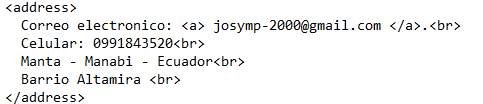 <address>
Correo electronico: <a> josymp-2000@gmail.com </a>.<br>
Celular: 0991843520<br>
Manta - Manabi - Ecuador<br>
Barrio Altamira <br>
</address>